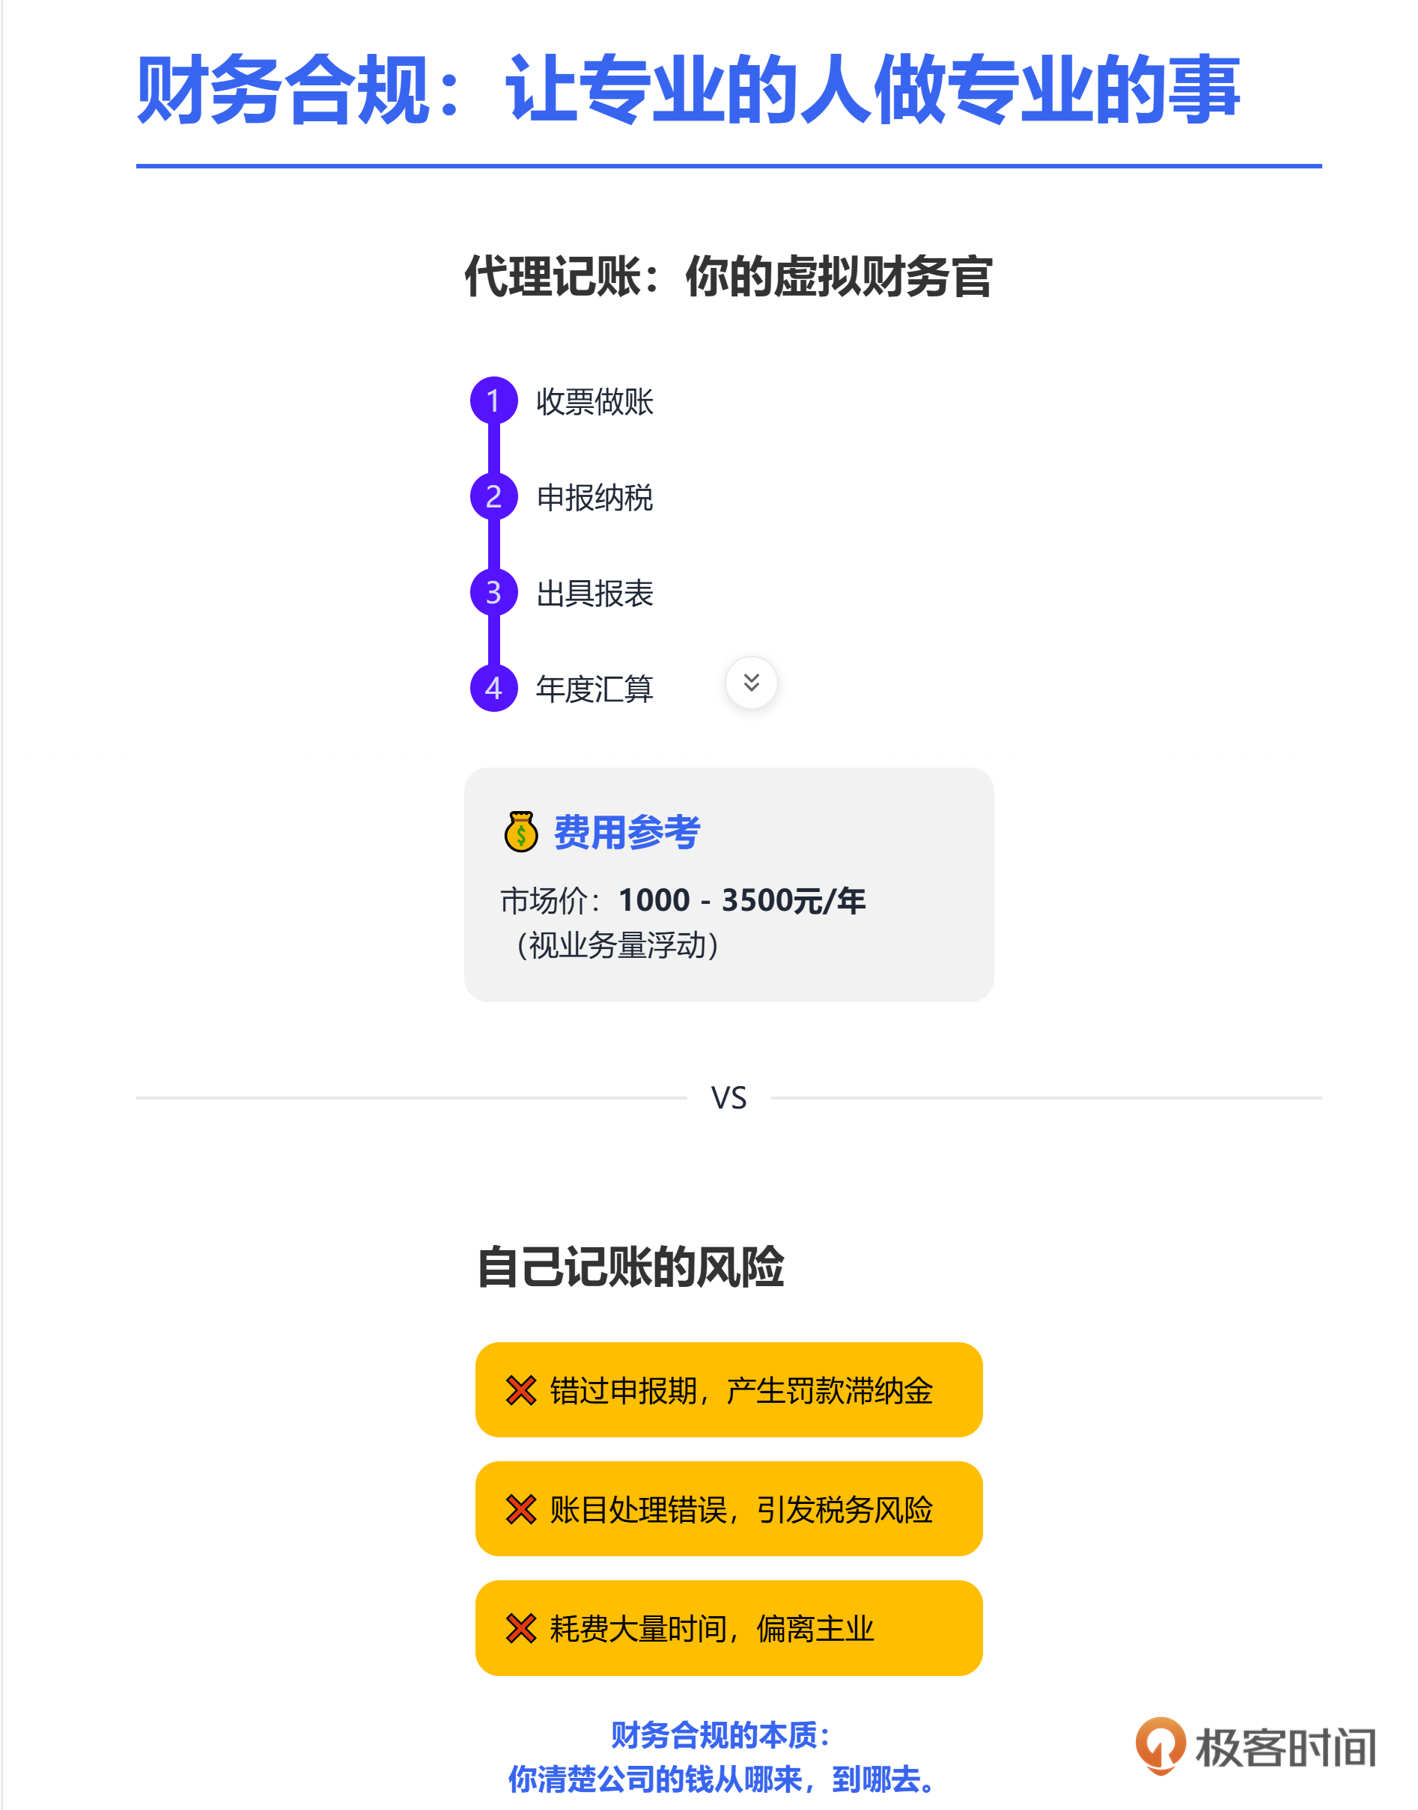 财务合规：让专业的人做专业的事
代理记账：你的虚拟财务官
1 收票做账
2 申报纳税
3 出具报表
4 年度汇算
费用参考
市场价：1000 - 3500元/年
（视业务量浮动）
VS
自己记账的风险
错过申报期，产生罚款滞纳金
账目处理错误，引发税务风险
耗费大量时间，偏离主业
财务合规的本质：
你清楚公司的钱从哪来，到哪去。
极客时间